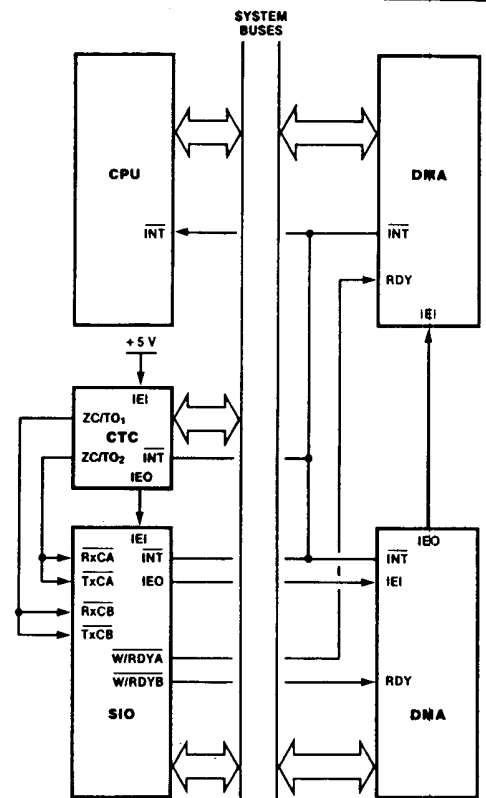 SYSTEM
BUSES
CPU
INT
DMA
INT
RDY
IEI
+5 V
IEI
ZC/TO₁
CTC
ZC/TO₂
INT
IEO
IEI
RxCA
INT
TxCA
IEO
RxCB
TxCB
W/RDYA
W/RDYB
SIO
IEO
INT
IEI
RDY
DMA